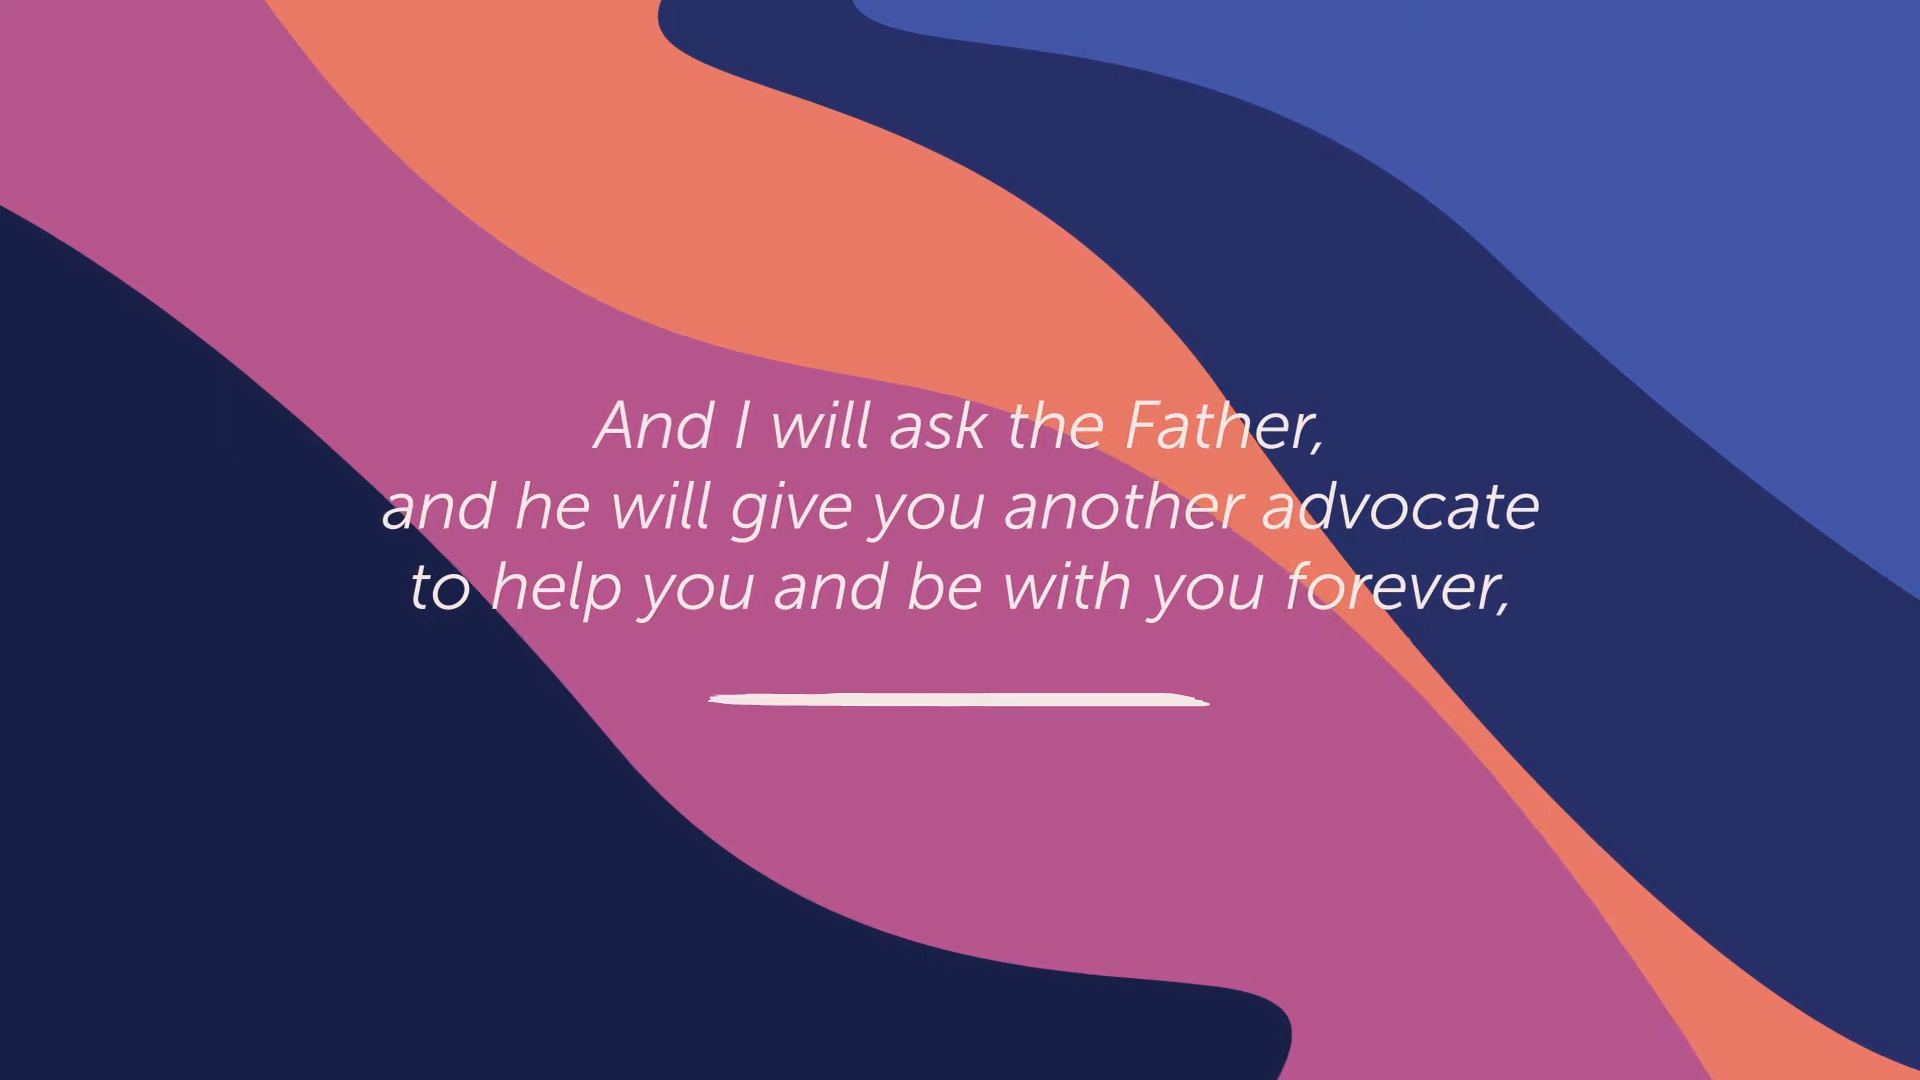 And I will ask the Father,
and he will give you another advocate
to help you and be with you forever,